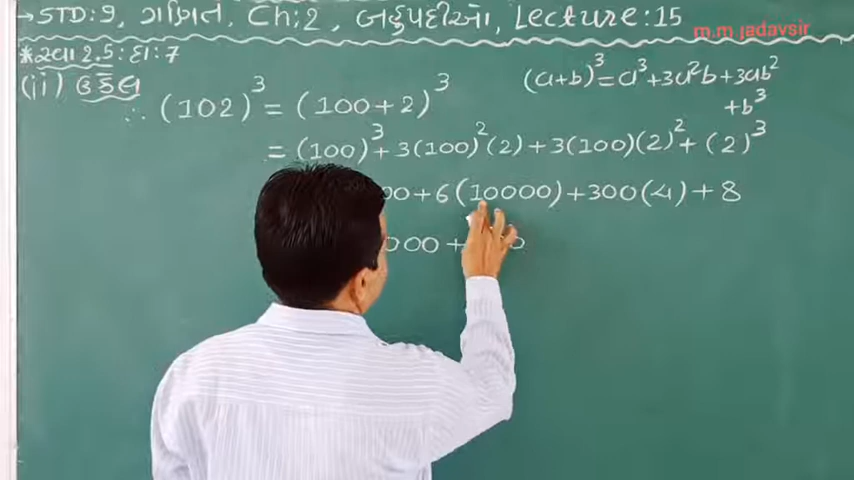 →STD:9, ગણિત, Ch:2, બહુપદીઓ, Lecture:15
m.m jadavsir
*સ્વા 2.5: દા: 7
(ii) ઉકેલ
(a+b)³=a³+3a²b+3ab²
+b³
∴ (102)³ = (100+2)³
= (100)³+3(100)²(2)+3(100)(2)²+(2)³
00+6(10000)+300(4)+8
000+